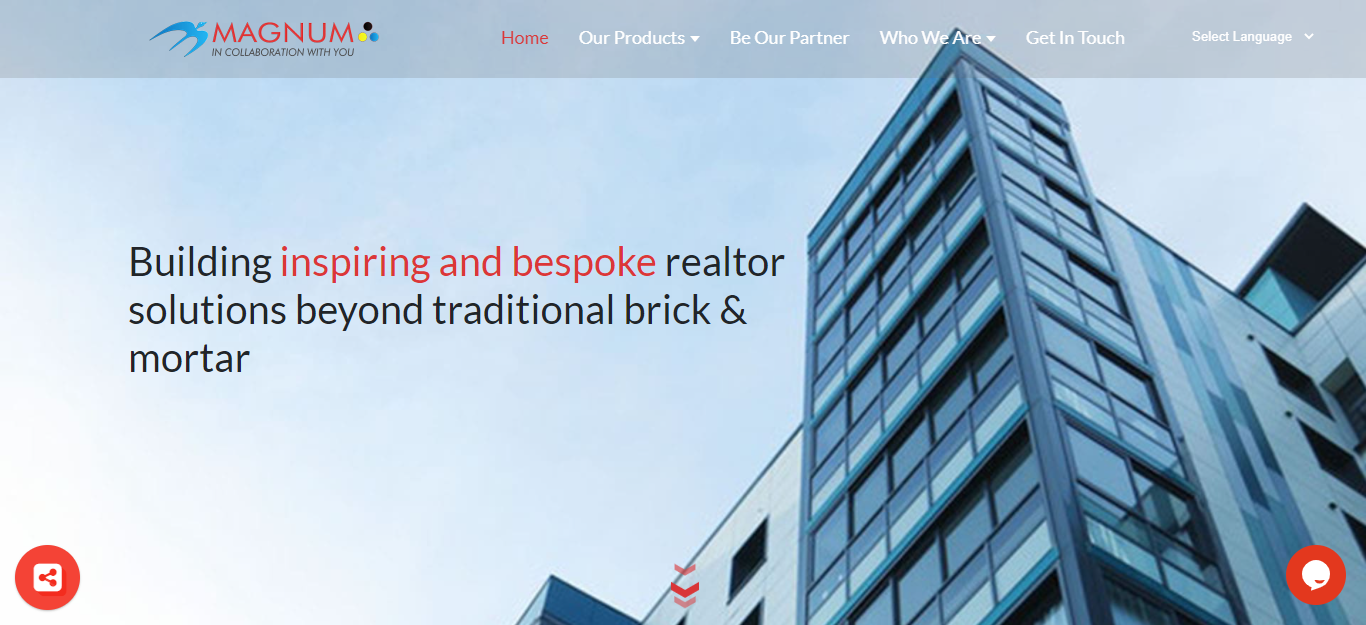 MAGNUM
IN COLLABORATION WITH YOU
Home Our Products Be Our Partner Who We Are Get In Touch Select Language
Building inspiring and bespoke realtor
solutions beyond traditional brick &
mortar